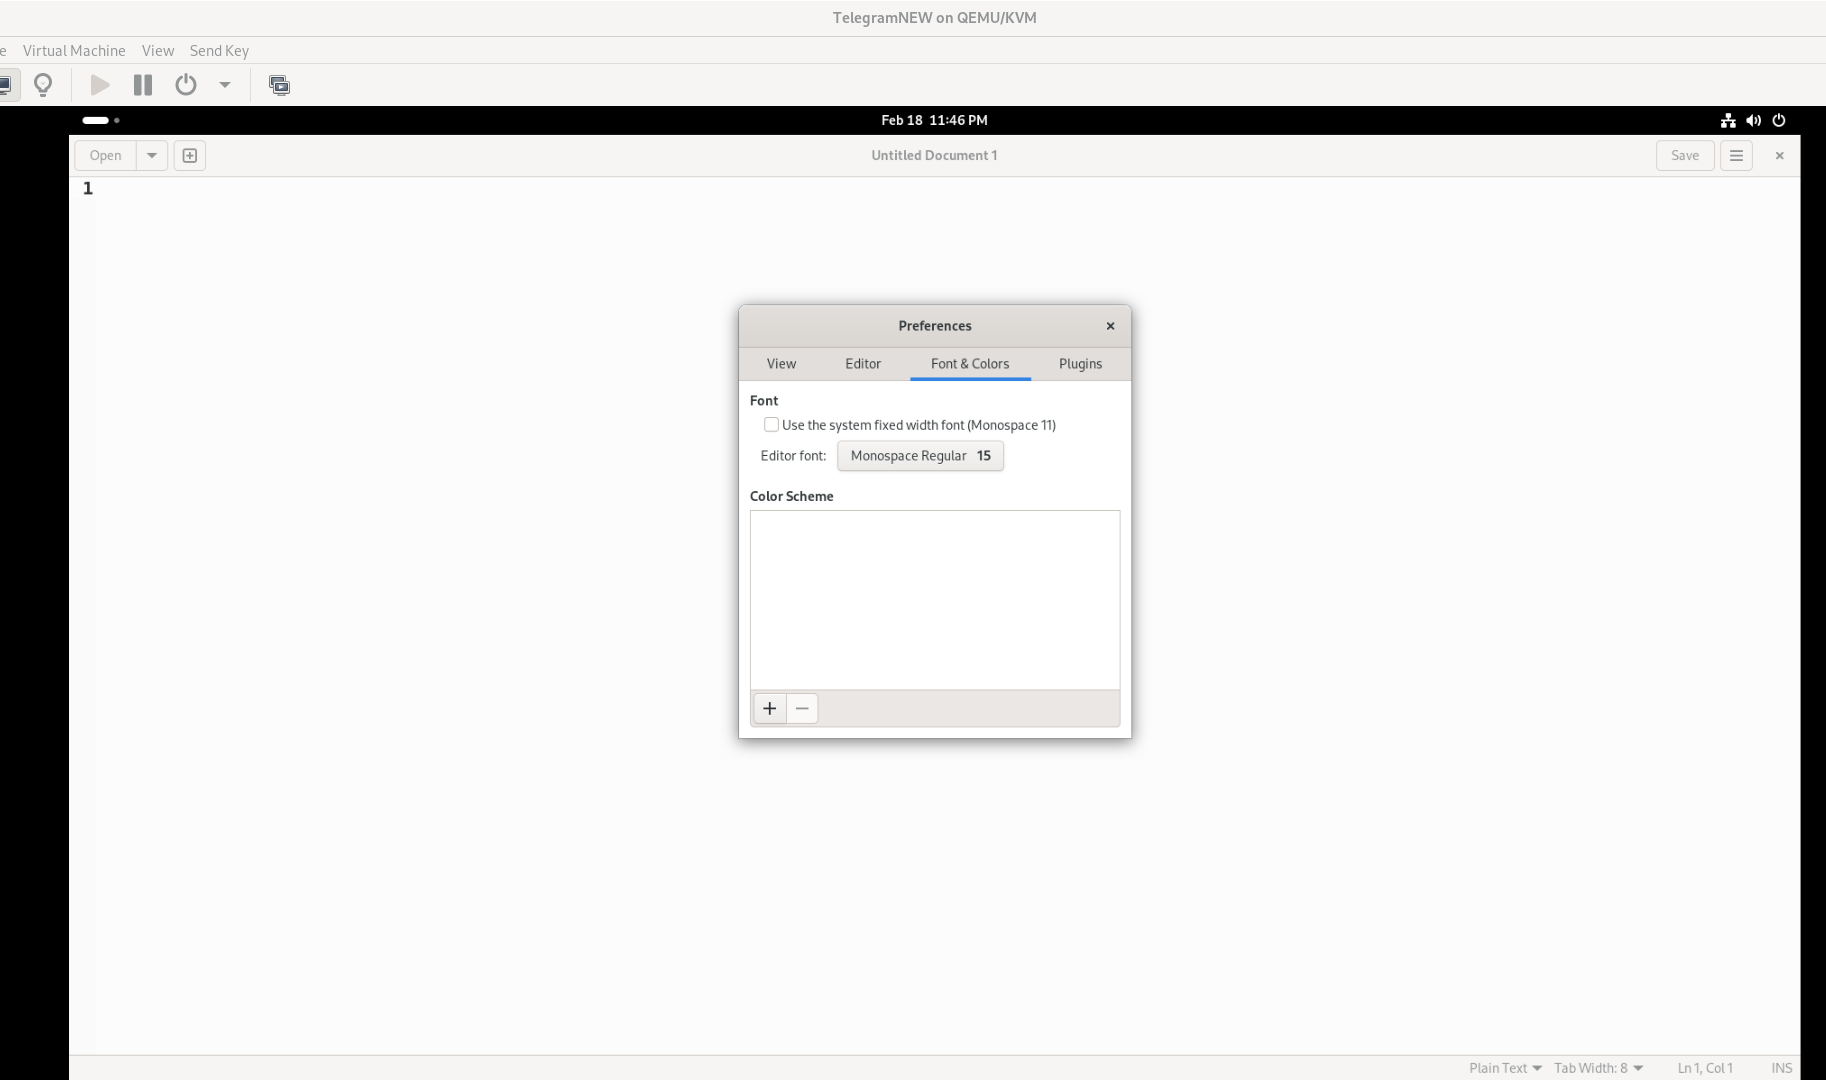 TelegramNEW on QEMU/KVM
e Virtual Machine View Send Key
Feb 18 11:46 PM
Open Untitled Document 1 Save
1
Preferences
View Editor Font & Colors Plugins
Font
Use the system fixed width font (Monospace 11)
Editor font: Monospace Regular 15
Color Scheme
Plain Text Tab Width: 8 Ln 1, Col 1 INS